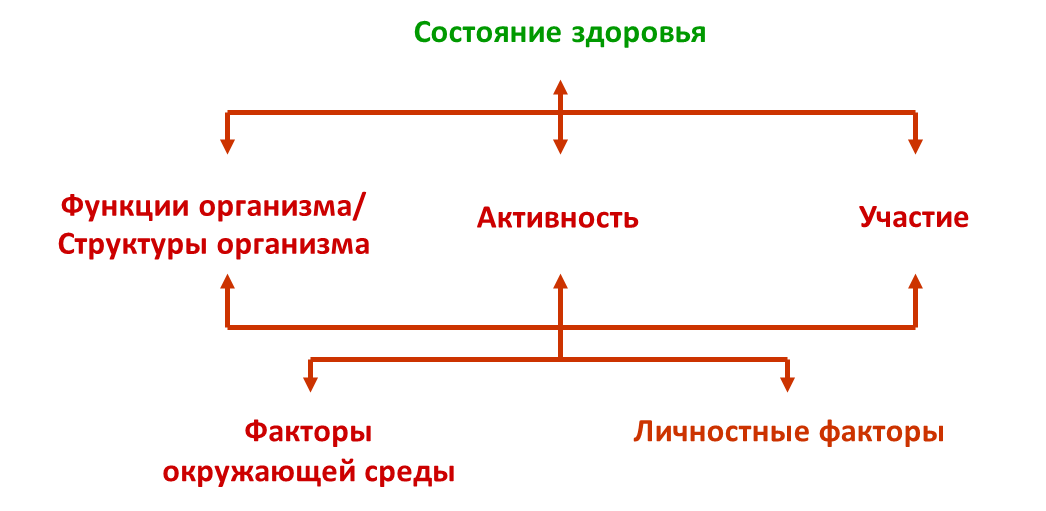 Состояние здоровья
Функции организма/
Структуры организма
Активность
Участие
Факторы
окружающей среды
Личностные факторы